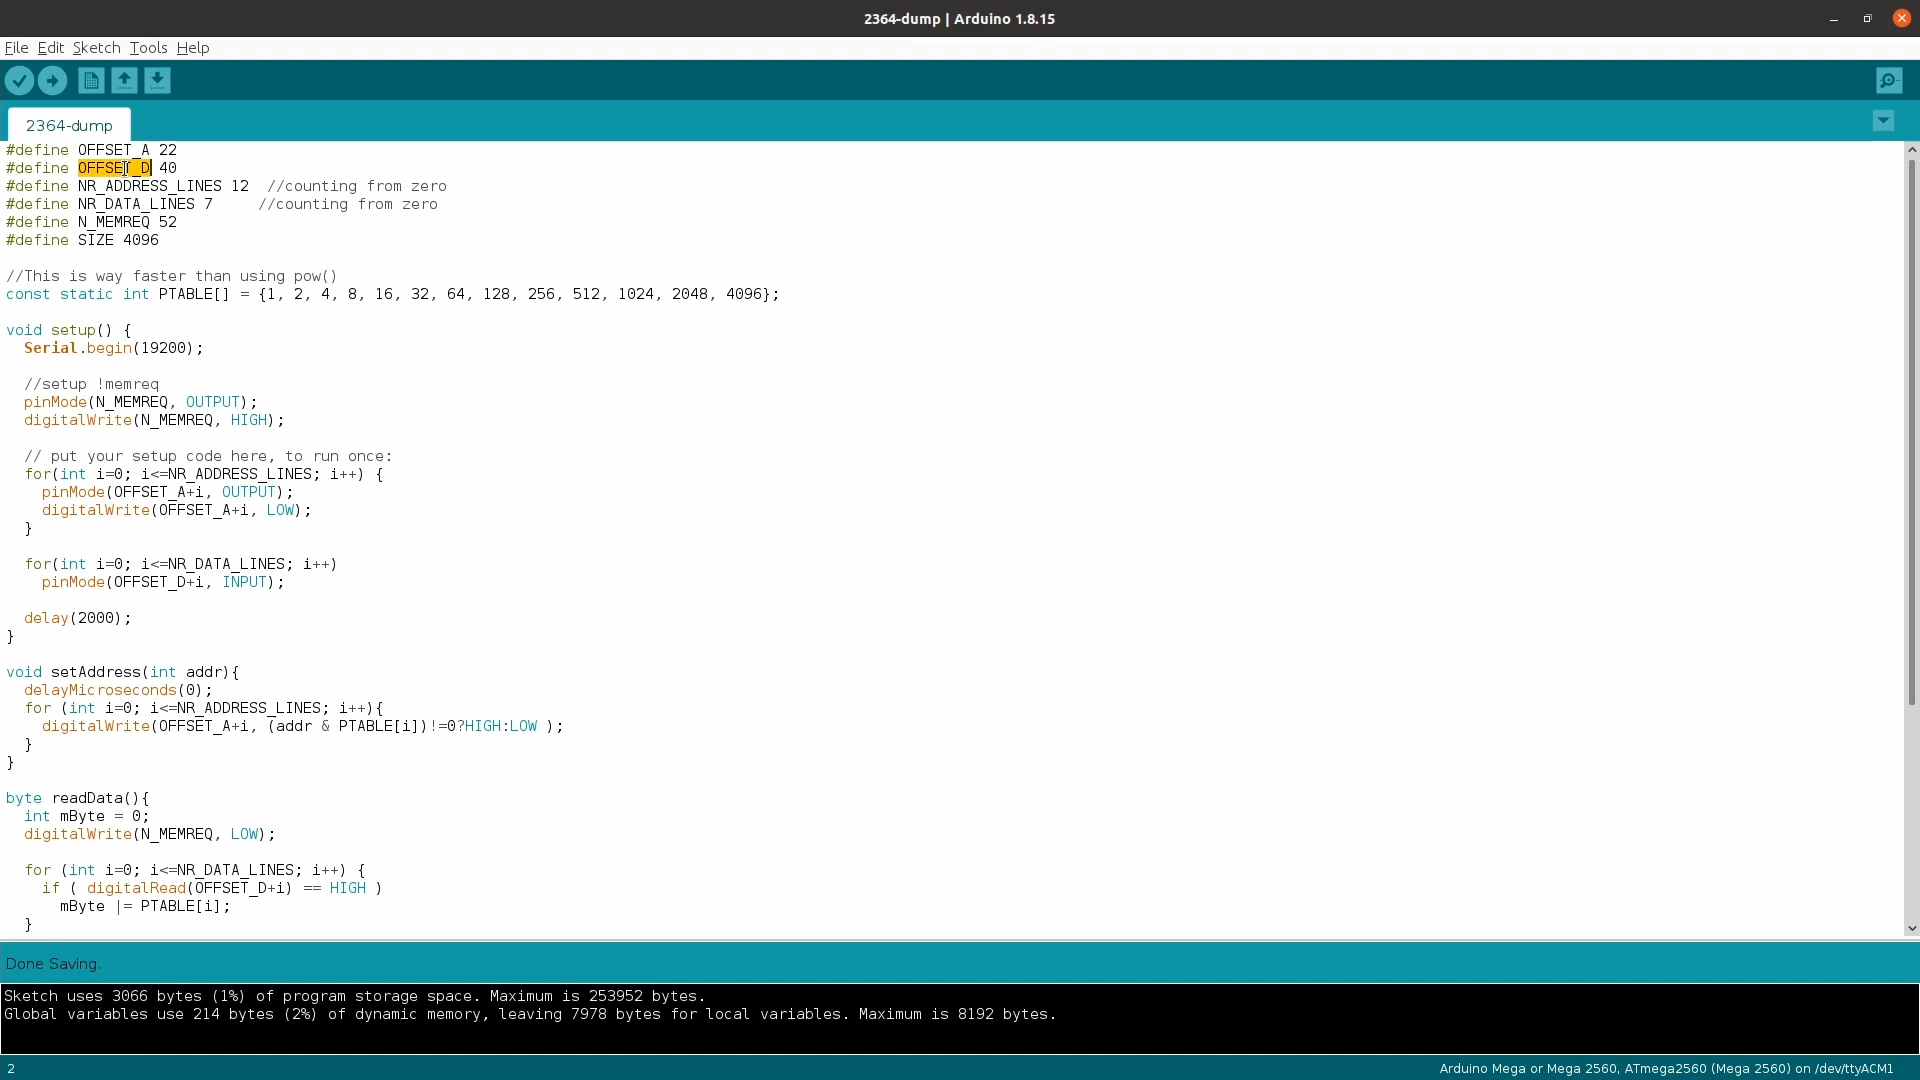 2364-dump | Arduino 1.8.15
File Edit Sketch Tools Help
2364-dump
#define OFFSET_A 22
#define OFFSET_D 40
#define NR_ADDRESS_LINES 12  //counting from zero
#define NR_DATA_LINES 7     //counting from zero
#define N_MEMREQ 52
#define SIZE 4096
//This is way faster than using pow()
const static int PTABLE[] = {1, 2, 4, 8, 16, 32, 64, 128, 256, 512, 1024, 2048, 4096};
void setup() {
  Serial.begin(19200);
  //setup !memreq
  pinMode(N_MEMREQ, OUTPUT);
  digitalWrite(N_MEMREQ, HIGH);
  // put your setup code here, to run once:
  for(int i=0; i<=NR_ADDRESS_LINES; i++) {
    pinMode(OFFSET_A+i, OUTPUT);
    digitalWrite(OFFSET_A+i, LOW);
  }
  for(int i=0; i<=NR_DATA_LINES; i++)
    pinMode(OFFSET_D+i, INPUT);
  delay(2000);
}
void setAddress(int addr){
  delayMicroseconds(0);
  for (int i=0; i<=NR_ADDRESS_LINES; i++){
    digitalWrite(OFFSET_A+i, (addr & PTABLE[i])!=0?HIGH:LOW );
  }
}
byte readData(){
  int mByte = 0;
  digitalWrite(N_MEMREQ, LOW);
  for (int i=0; i<=NR_DATA_LINES; i++) {
    if ( digitalRead(OFFSET_D+i) == HIGH )
      mByte |= PTABLE[i];
  }
Done Saving.
Sketch uses 3066 bytes (1%) of program storage space. Maximum is 253952 bytes.
Global variables use 214 bytes (2%) of dynamic memory, leaving 7978 bytes for local variables. Maximum is 8192 bytes.
2 Arduino Mega or Mega 2560, ATmega2560 (Mega 2560) on /dev/ttyACM1